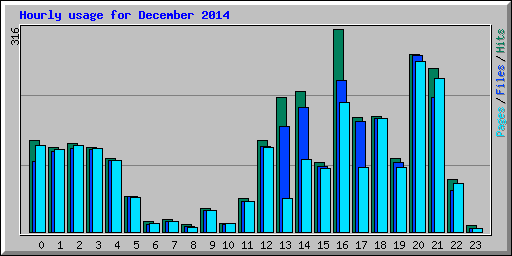 Hourly usage for December 2014
316
Pages / Files / Hits
0 1 2 3 4 5 6 7 8 9 10 11 12 13 14 15 16 17 18 19 20 21 22 23